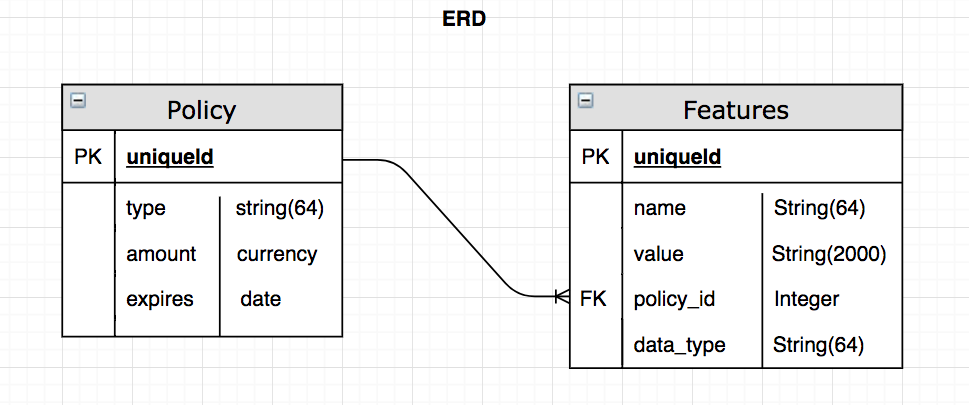 ERD
Policy
PK uniqueId
type string(64)
amount currency
expires date
Features
PK uniqueId
name String(64)
value String(2000)
FK policy_id Integer
data_type String(64)